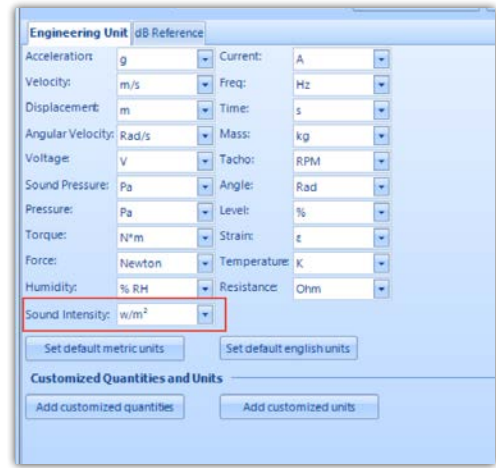 Engineering Unit dB Reference
Acceleration: g Current: A
Velocity: m/s Freq: Hz
Displacement: m Time: s
Angular Velocity: Rad/s Mass: kg
Voltage: V Tacho: RPM
Sound Pressure: Pa Angle: Rad
Pressure: Pa Level: %
Torque: N*m Strain: ε
Force: Newton Temperature: K
Humidity: % RH Resistance: Ohm
Sound Intensity: w/m²
Set default metric units Set default english units
Customized Quantities and Units
Add customized quantities Add customized units